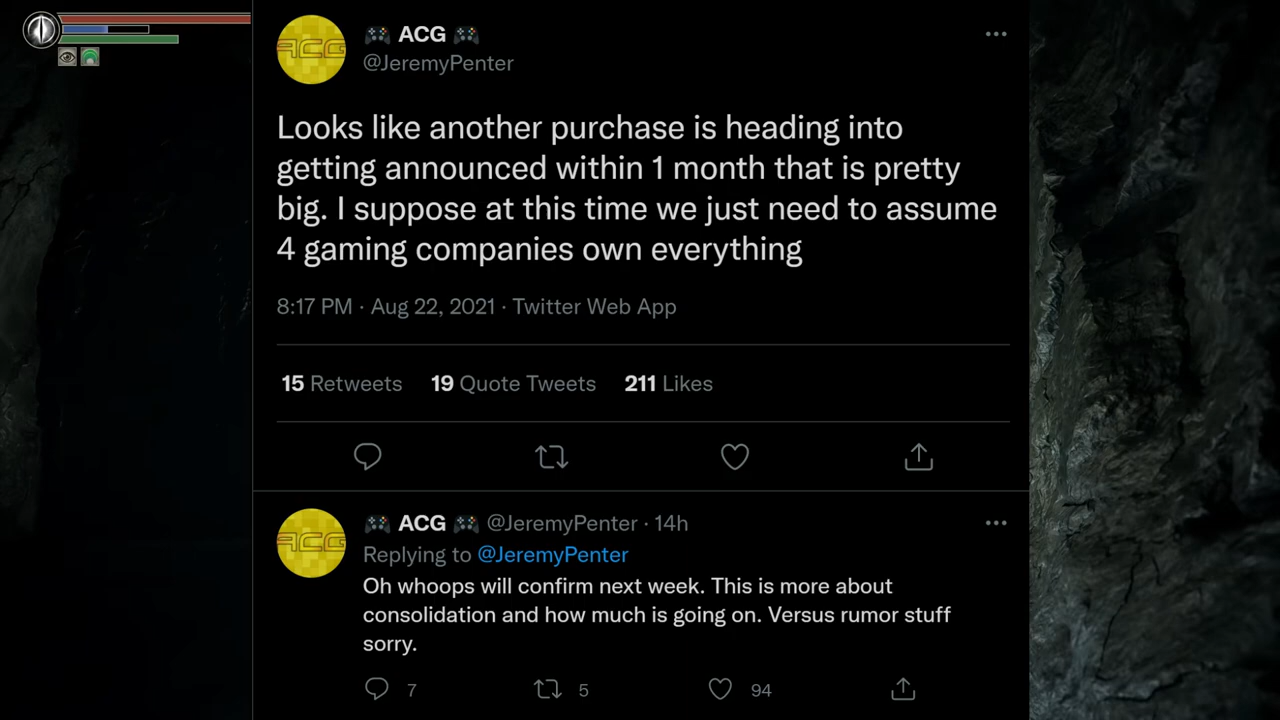 🎮 ACG 🎮
@JeremyPenter
Looks like another purchase is heading into
getting announced within 1 month that is pretty
big. I suppose at this time we just need to assume
4 gaming companies own everything
8:17 PM · Aug 22, 2021 · Twitter Web App
15 Retweets 19 Quote Tweets 211 Likes
🎮 ACG 🎮 @JeremyPenter · 14h
Replying to @JeremyPenter
Oh whoops will confirm next week. This is more about
consolidation and how much is going on. Versus rumor stuff
sorry.
7 5 94